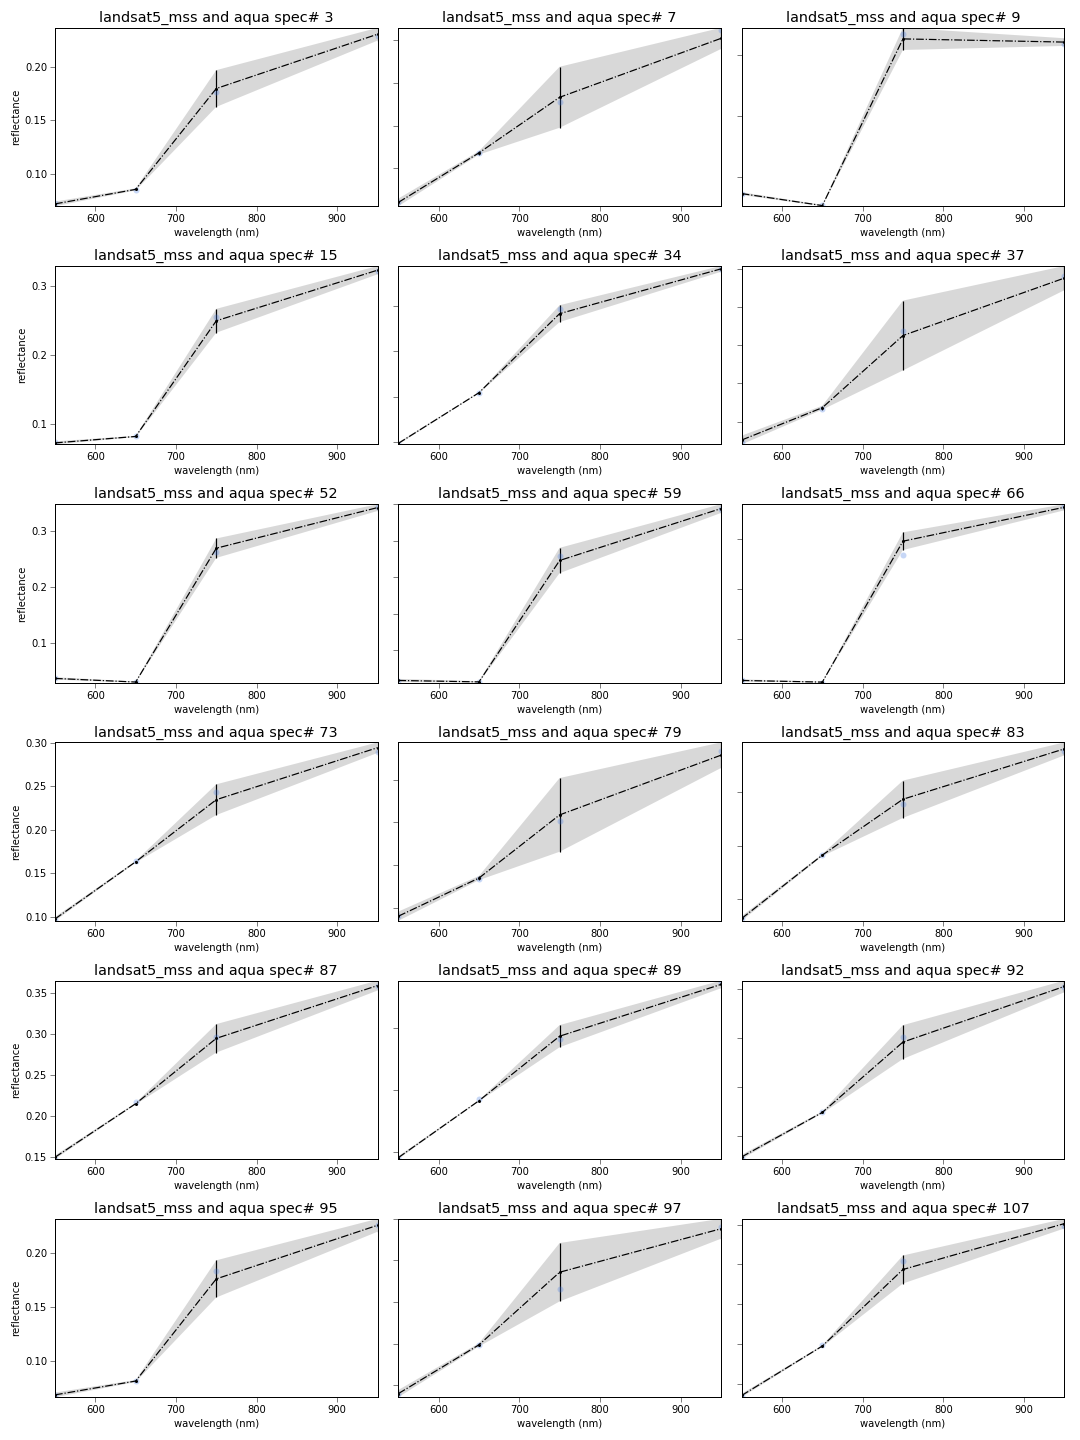 landsat5_mss and aqua spec# 3
landsat5_mss and aqua spec# 7
landsat5_mss and aqua spec# 9
reflectance
0.20
0.15
0.10
600 700 800 900
600 700 800 900
600 700 800 900
wavelength (nm)
wavelength (nm)
wavelength (nm)
landsat5_mss and aqua spec# 15
landsat5_mss and aqua spec# 34
landsat5_mss and aqua spec# 37
reflectance
0.3
0.2
0.1
600 700 800 900
600 700 800 900
600 700 800 900
wavelength (nm)
wavelength (nm)
wavelength (nm)
landsat5_mss and aqua spec# 52
landsat5_mss and aqua spec# 59
landsat5_mss and aqua spec# 66
reflectance
0.3
0.2
0.1
600 700 800 900
600 700 800 900
600 700 800 900
wavelength (nm)
wavelength (nm)
wavelength (nm)
landsat5_mss and aqua spec# 73
landsat5_mss and aqua spec# 79
landsat5_mss and aqua spec# 83
reflectance
0.30
0.25
0.20
0.15
0.10
600 700 800 900
600 700 800 900
600 700 800 900
wavelength (nm)
wavelength (nm)
wavelength (nm)
landsat5_mss and aqua spec# 87
landsat5_mss and aqua spec# 89
landsat5_mss and aqua spec# 92
reflectance
0.35
0.30
0.25
0.20
0.15
600 700 800 900
600 700 800 900
600 700 800 900
wavelength (nm)
wavelength (nm)
wavelength (nm)
landsat5_mss and aqua spec# 95
landsat5_mss and aqua spec# 97
landsat5_mss and aqua spec# 107
reflectance
0.20
0.15
0.10
600 700 800 900
600 700 800 900
600 700 800 900
wavelength (nm)
wavelength (nm)
wavelength (nm)